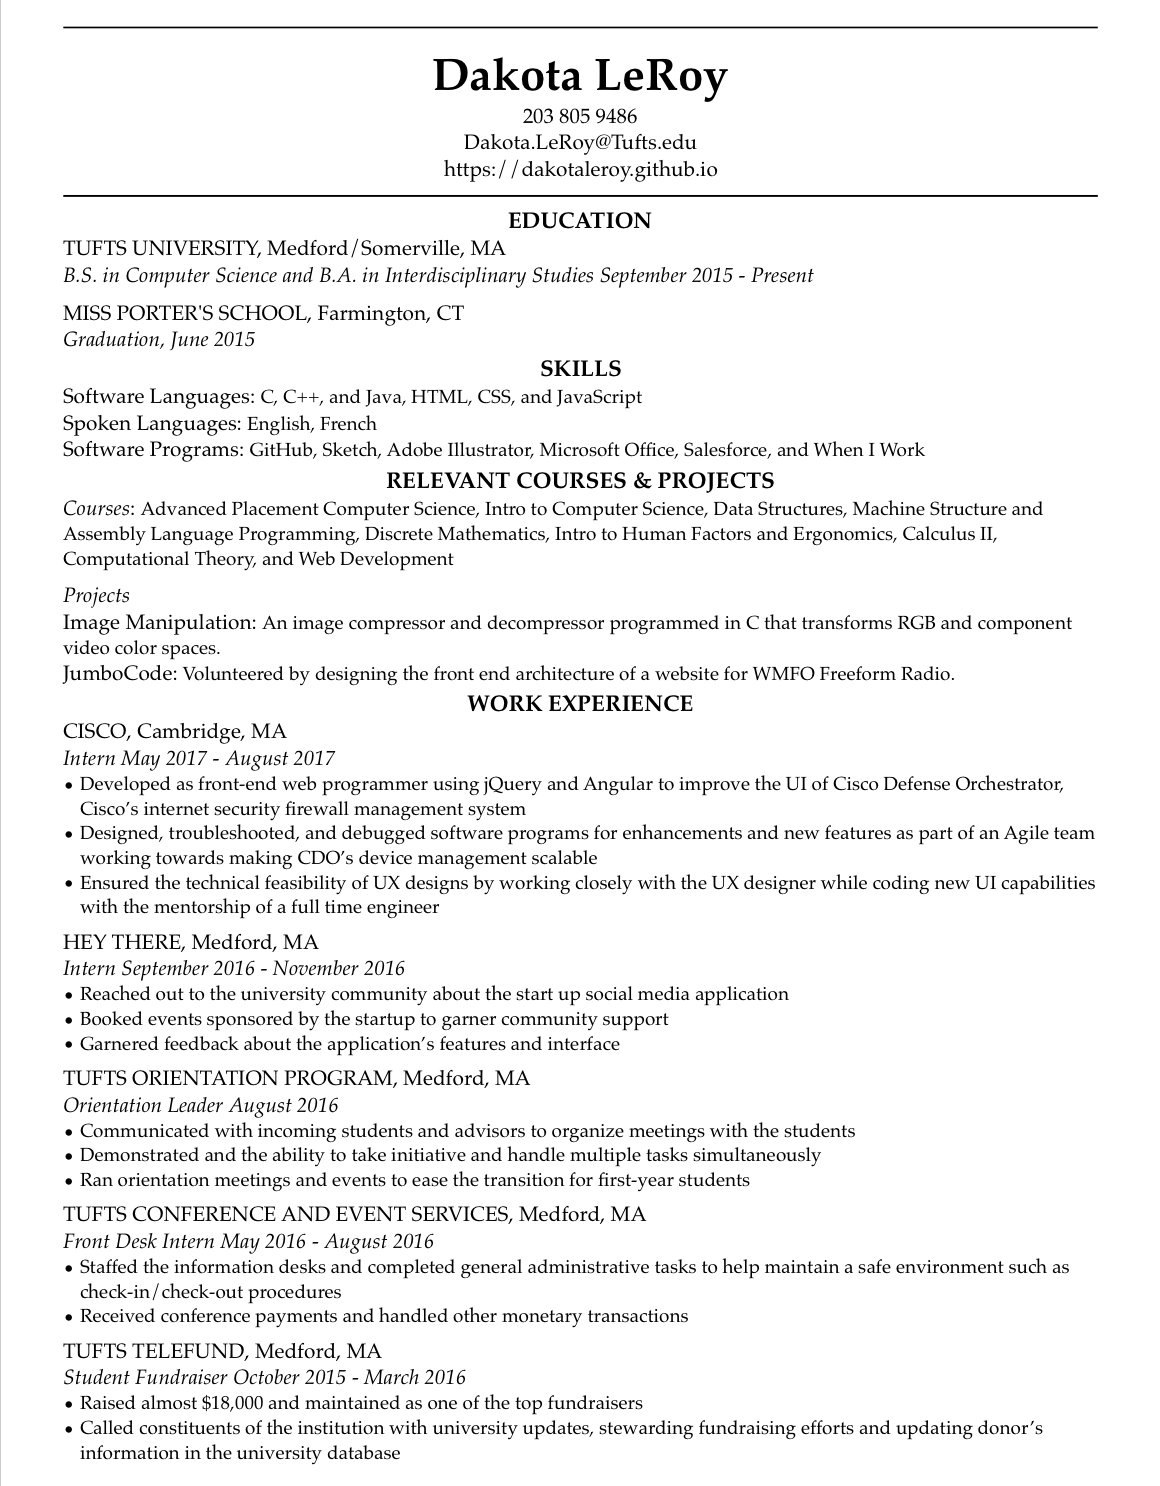 Dakota LeRoy
203 805 9486
Dakota.LeRoy@Tufts.edu
https://dakotaleroy.github.io
EDUCATION
TUFTS UNIVERSITY, Medford/Somerville, MA
B.S. in Computer Science and B.A. in Interdisciplinary Studies September 2015 - Present
MISS PORTER'S SCHOOL, Farmington, CT
Graduation, June 2015
SKILLS
Software Languages: C, C++, and Java, HTML, CSS, and JavaScript
Spoken Languages: English, French
Software Programs: GitHub, Sketch, Adobe Illustrator, Microsoft Office, Salesforce, and When I Work
RELEVANT COURSES & PROJECTS
Courses: Advanced Placement Computer Science, Intro to Computer Science, Data Structures, Machine Structure and
Assembly Language Programming, Discrete Mathematics, Intro to Human Factors and Ergonomics, Calculus II,
Computational Theory, and Web Development
Projects
Image Manipulation: An image compressor and decompressor programmed in C that transforms RGB and component
video color spaces.
JumboCode: Volunteered by designing the front end architecture of a website for WMFO Freeform Radio.
WORK EXPERIENCE
CISCO, Cambridge, MA
Intern May 2017 - August 2017
• Developed as front-end web programmer using jQuery and Angular to improve the UI of Cisco Defense Orchestrator,
Cisco's internet security firewall management system
• Designed, troubleshooted, and debugged software programs for enhancements and new features as part of an Agile team
working towards making CDO's device management scalable
• Ensured the technical feasibility of UX designs by working closely with the UX designer while coding new UI capabilities
with the mentorship of a full time engineer
HEY THERE, Medford, MA
Intern September 2016 - November 2016
• Reached out to the university community about the start up social media application
• Booked events sponsored by the startup to garner community support
• Garnered feedback about the application's features and interface
TUFTS ORIENTATION PROGRAM, Medford, MA
Orientation Leader August 2016
• Communicated with incoming students and advisors to organize meetings with the students
• Demonstrated and the ability to take initiative and handle multiple tasks simultaneously
• Ran orientation meetings and events to ease the transition for first-year students
TUFTS CONFERENCE AND EVENT SERVICES, Medford, MA
Front Desk Intern May 2016 - August 2016
• Staffed the information desks and completed general administrative tasks to help maintain a safe environment such as
check-in/check-out procedures
• Received conference payments and handled other monetary transactions
TUFTS TELEFUND, Medford, MA
Student Fundraiser October 2015 - March 2016
• Raised almost $18,000 and maintained as one of the top fundraisers
• Called constituents of the institution with university updates, stewarding fundraising efforts and updating donor's
information in the university database